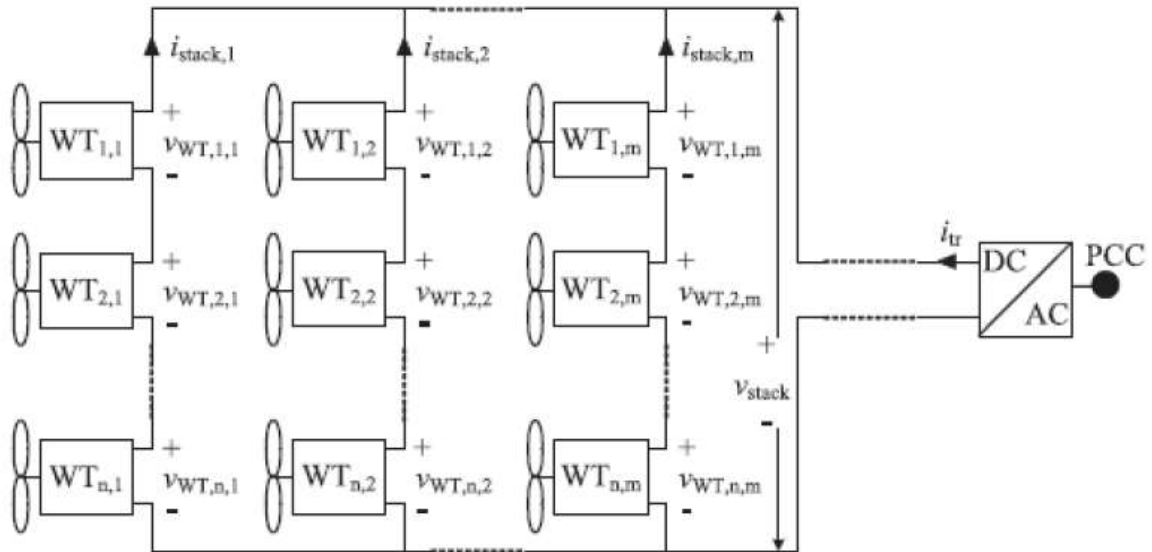 i_stack,1 i_stack,2 i_stack,m
+ + +
WT_1,1 v_WT,1,1 WT_1,2 v_WT,1,2 WT_1,m v_WT,1,m
- - -
i_tr
PCC
+ + +
DC
WT_2,1 v_WT,2,1 WT_2,2 v_WT,2,2 WT_2,m v_WT,2,m
AC
- - -
+
v_stack
-
+ + +
WT_n,1 v_WT,n,1 WT_n,2 v_WT,n,2 WT_n,m v_WT,n,m
- - -